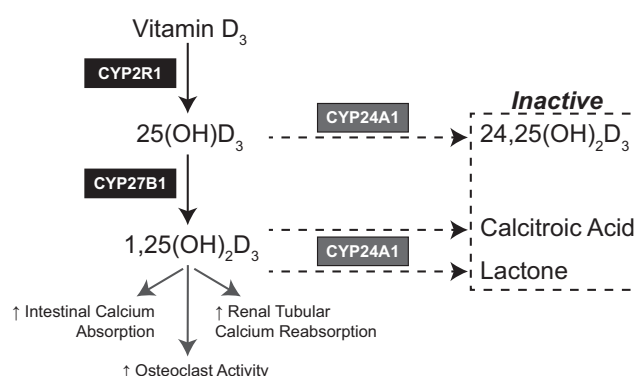 Vitamin D₃
CYP2R1
Inactive
25(OH)D₃
CYP24A1
24,25(OH)₂D₃
CYP27B1
Calcitroic Acid
1,25(OH)₂D₃
CYP24A1
Lactone
↑ Intestinal Calcium
Absorption
↑ Renal Tubular
Calcium Reabsorption
↑ Osteoclast Activity